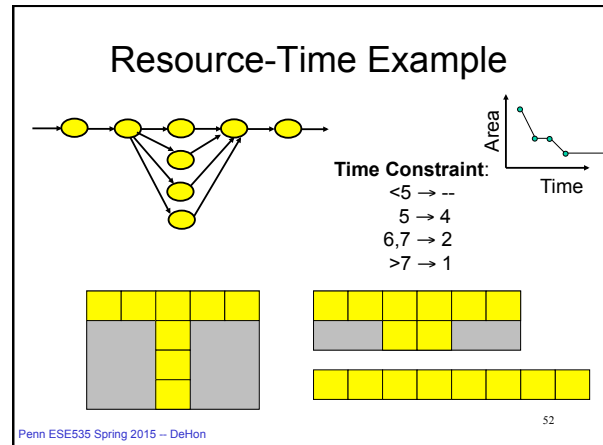 Resource-Time Example
Area
Time
Time Constraint:
<5 → --
5 → 4
6,7 → 2
>7 → 1
52
Penn ESE535 Spring 2015 -- DeHon